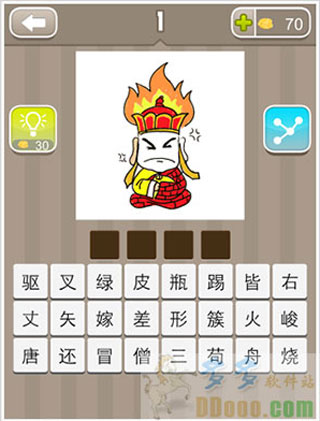 1
70
30
驱 叉 绿 皮 瓶 踢 皆 右
丈 矢 嫁 差 形 簇 火 峻
唐 还 冒 僧 三 苟 舟 烧
多多软件站
DDooo.com